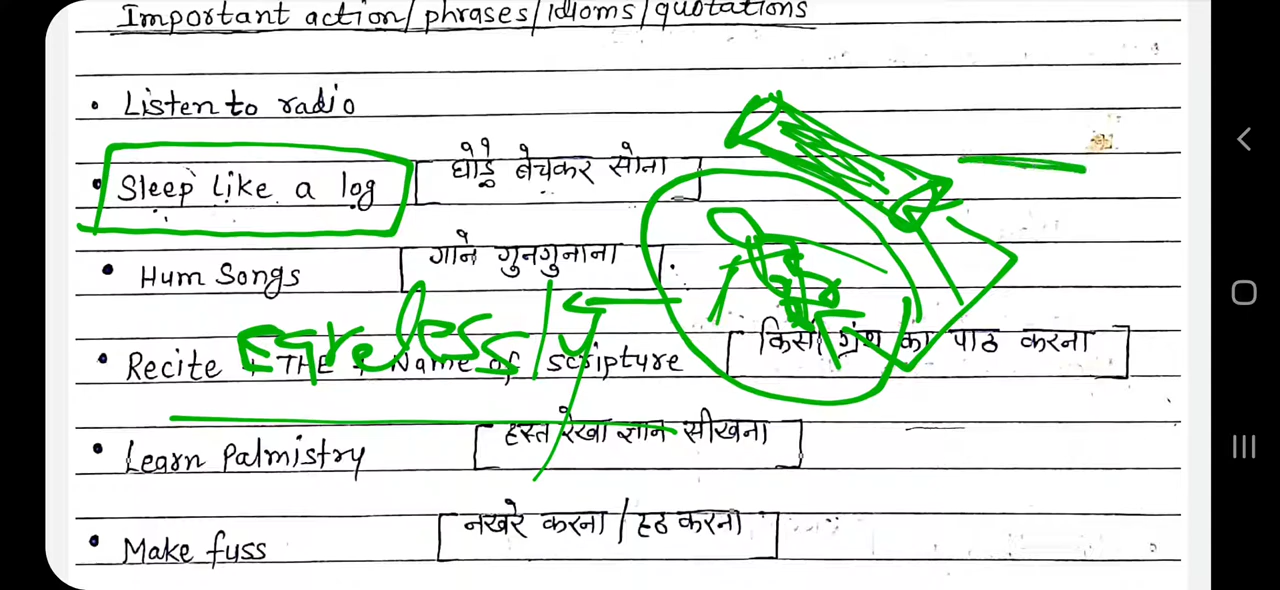 Important action/phrases/idioms/quotations
• Listen to radio
• Sleep like a log [घोड़े बेचकर सोना]
• Hum Songs [गाने गुनगुनाना].
carelessly
• Recite + THE + Name of scripture [किसी ग्रंथ का पाठ करना]
• Learn Palmistry [हस्त रेखा ज्ञान सीखना]
• Make fuss [नखरे करना/हठ करना]